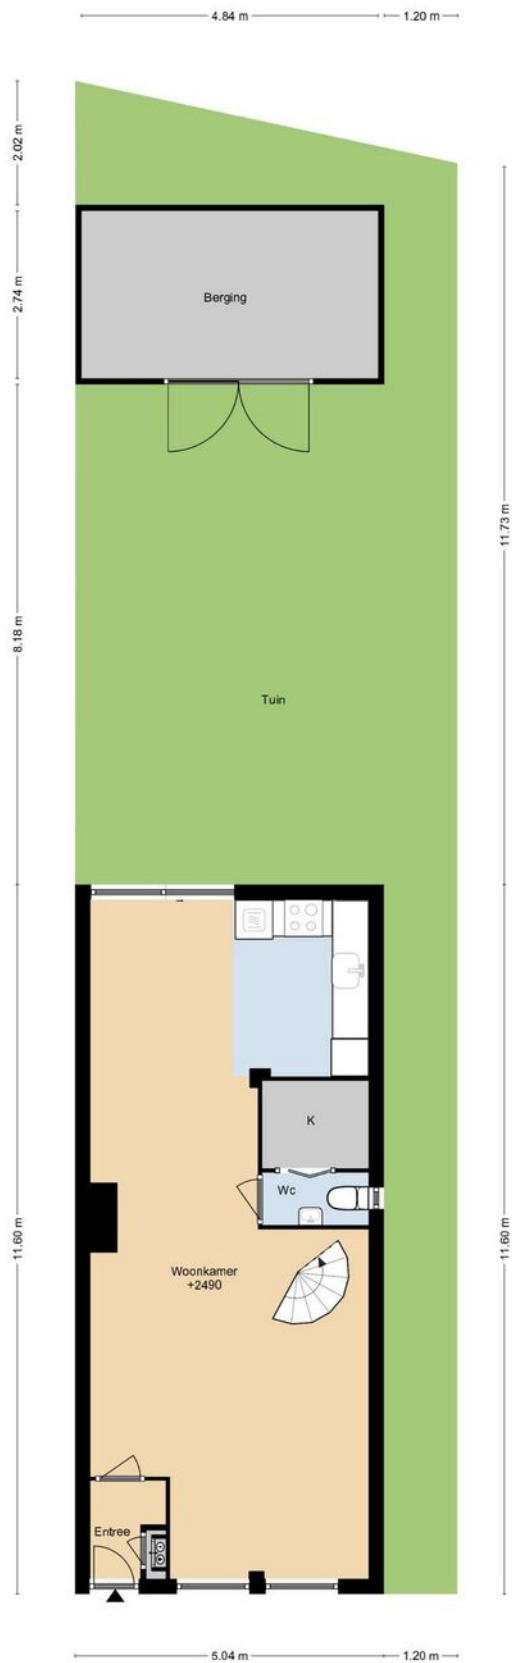 4.84 m
1.20 m
2.02 m
2.74 m
Berging
8.18 m
11.73 m
Tuin
K
Wc
11.60 m
Woonkamer
+2490
11.60 m
Entree
5.04 m
1.20 m